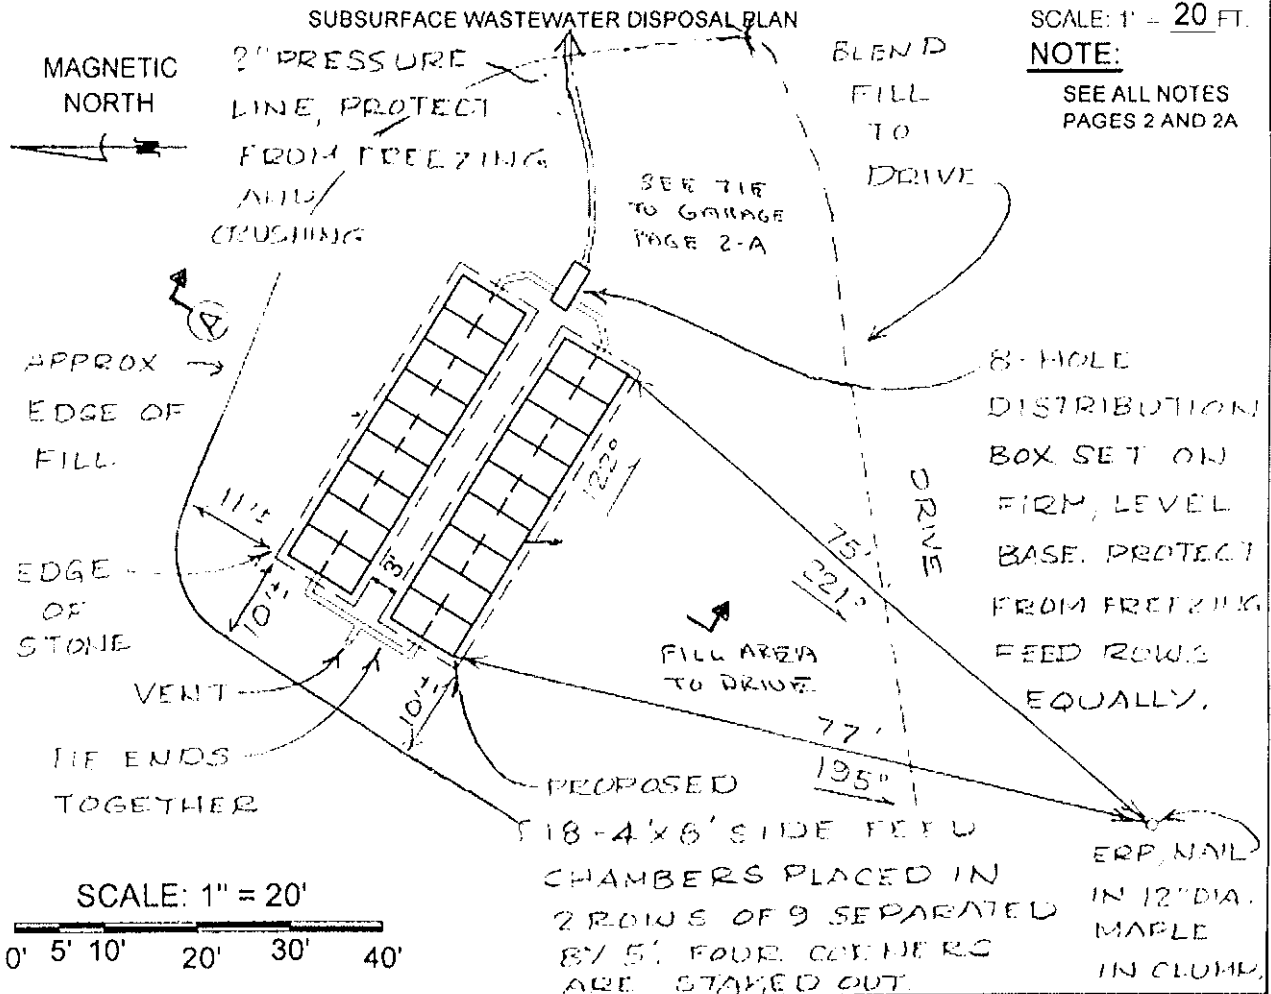 SUBSURFACE WASTEWATER DISPOSAL PLAN
SCALE: 1" = 20 FT.
NOTE:
SEE ALL NOTES
PAGES 2 AND 2A
MAGNETIC
NORTH
2" PRESSURE
LINE, PROTECT
FROM FREEZING
AND
CRUSHING
BLEND
FILL
TO
DRIVE
SEE TIE
TO GARAGE
PAGE 2-A
A
APPROX
EDGE OF
FILL.
8-HOLE
DISTRIBUTION
BOX SET ON
FIRM, LEVEL
BASE. PROTECT
FROM FREEZING
FEED ROWS
EQUALLY.
DRIVE
122°
11'±
3'
10'±
10'±
75'
221°
EDGE
OF
STONE
VENT
TIE ENDS
TOGETHER
FILL AREA
TO DRIVE
77'
195°
PROPOSED
18-4'X8' SIDE FEED
CHAMBERS PLACED IN
2 ROWS OF 9 SEPARATED
BY 5'. FOUR CORNERS
ARE STAKED OUT
ERP, NAIL
IN 12" DIA.
MAPLE
IN CLUMP.
SCALE: 1" = 20'
0' 5' 10' 20' 30' 40'